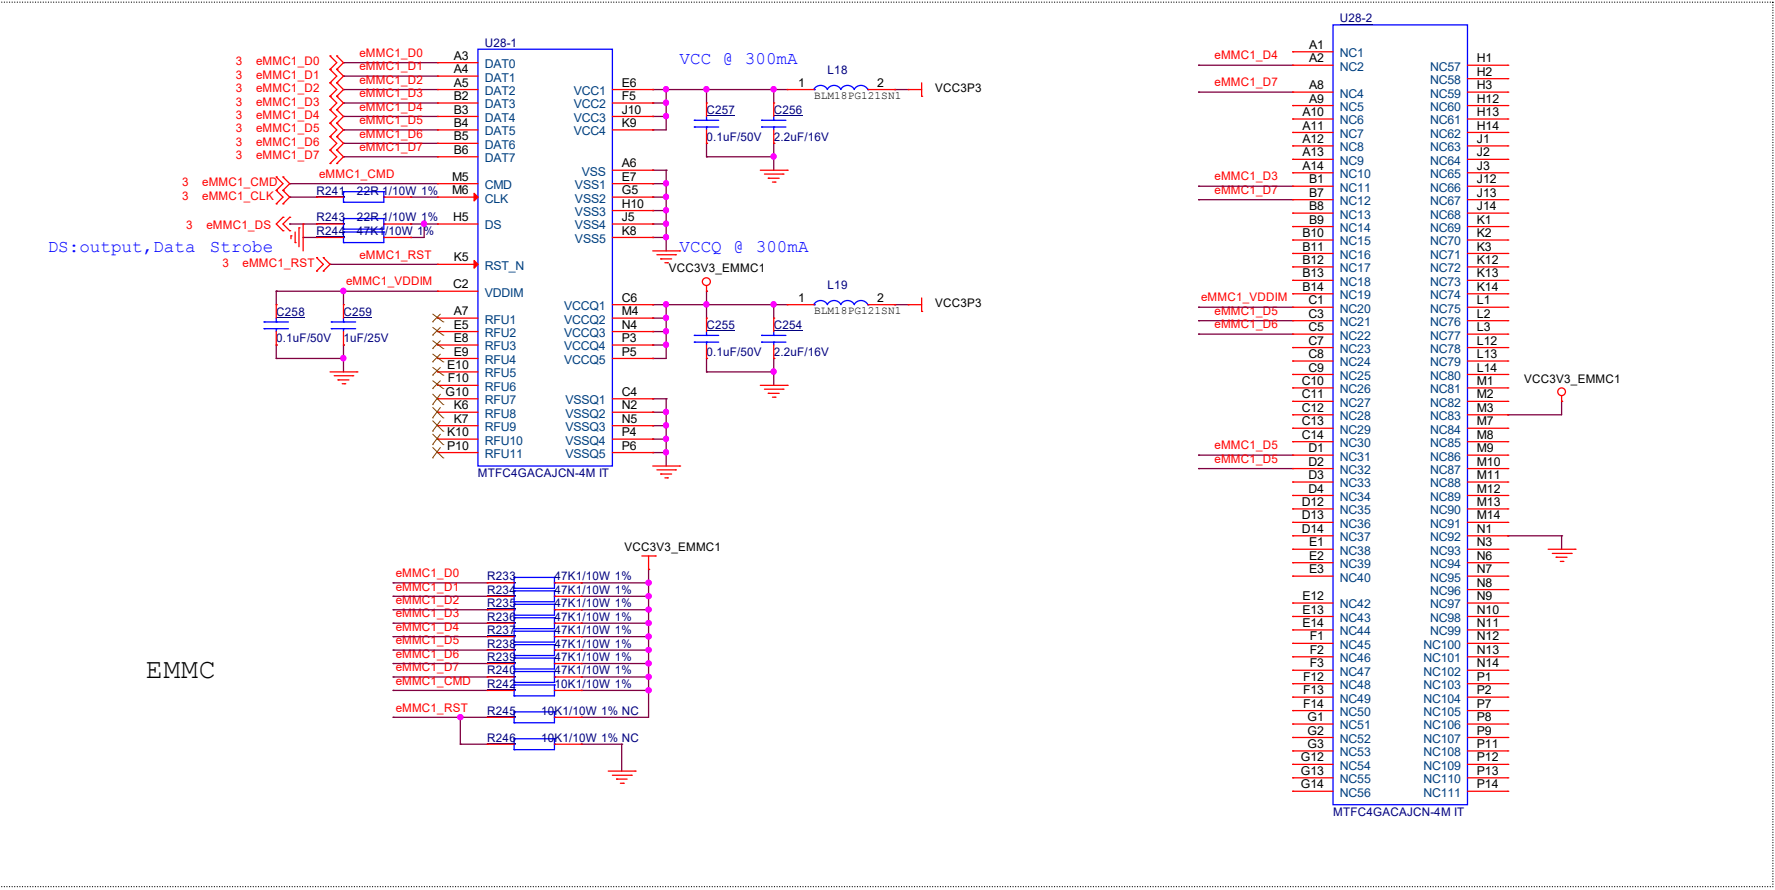 U28-1
3 eMMC1_D0 eMMC1_D0 A3 DAT0
3 eMMC1_D1 eMMC1_D1 A4 DAT1
3 eMMC1_D2 eMMC1_D2 A5 DAT2
3 eMMC1_D3 eMMC1_D3 B2 DAT3
3 eMMC1_D4 eMMC1_D4 B3 DAT4
3 eMMC1_D5 eMMC1_D5 B4 DAT5
3 eMMC1_D6 eMMC1_D6 B5 DAT6
3 eMMC1_D7 eMMC1_D7 B6 DAT7
3 eMMC1_CMD eMMC1_CMD M5 CMD
3 eMMC1_CLK R241 22R 1/10W 1% M6 CLK
3 eMMC1_DS R243 22R 1/10W 1% H5 DS
R244 47K1/10W 1%
DS:output,Data Strobe
3 eMMC1_RST eMMC1_RST K5 RST_N
eMMC1_VDDIM C2 VDDIM
C258 0.1uF/50V
C259 1uF/25V
A7 RFU1
E5 RFU2
E8 RFU3
E9 RFU4
E10 RFU5
F10 RFU6
G10 RFU7
K6 RFU8
K7 RFU9
K10 RFU10
P10 RFU11
VCC @ 300mA
VCC1 E6
VCC2 F5
VCC3 J10
VCC4 K9
C257 0.1uF/50V
C256 2.2uF/16V
1 L18 2 VCC3P3
BLM18PG121SN1
VSS A6
VSS1 E7
VSS2 G5
VSS3 H10
VSS4 J5
VSS5 K8
VCCQ @ 300mA
VCC3V3_EMMC1
VCCQ1 C6
VCCQ2 M4
VCCQ3 N4
VCCQ4 P3
VCCQ5 P5
C255 0.1uF/50V
C254 2.2uF/16V
1 L19 2 VCC3P3
BLM18PG121SN1
VSSQ1 C4
VSSQ2 N2
VSSQ3 N5
VSSQ4 P4
VSSQ5 P6
MTFC4GACAJCN-4M IT
VCC3V3_EMMC1
eMMC1_D0 R233 47K1/10W 1%
eMMC1_D1 R234 47K1/10W 1%
eMMC1_D2 R235 47K1/10W 1%
eMMC1_D3 R236 47K1/10W 1%
eMMC1_D4 R237 47K1/10W 1%
eMMC1_D5 R238 47K1/10W 1%
eMMC1_D6 R239 47K1/10W 1%
eMMC1_D7 R240 47K1/10W 1%
eMMC1_CMD R242 10K1/10W 1%
eMMC1_RST R245 10K1/10W 1% NC
R246 10K1/10W 1% NC
EMMC
U28-2
A1 NC1
eMMC1_D4 A2 NC2
eMMC1_D7 A8 NC4
A9 NC5
A10 NC6
A11 NC7
A12 NC8
A13 NC9
A14 NC10
eMMC1_D3 B1 NC11
eMMC1_D7 B7 NC12
B8 NC13
B9 NC14
B10 NC15
B11 NC16
B12 NC17
B13 NC18
B14 NC19
eMMC1_VDDIM C1 NC20
eMMC1_D5 C3 NC21
eMMC1_D6 C5 NC22
C7 NC23
C8 NC24
C9 NC25
C10 NC26
C11 NC27
C12 NC28
C13 NC29
C14 NC30
eMMC1_D5 D1 NC31
eMMC1_D5 D2 NC32
D3 NC33
D4 NC34
D12 NC35
D13 NC36
D14 NC37
E1 NC38
E2 NC39
E3 NC40
E12 NC42
E13 NC43
E14 NC44
F1 NC45
F2 NC46
F3 NC47
F12 NC48
F13 NC49
F14 NC50
G1 NC51
G2 NC52
G3 NC53
G12 NC54
G13 NC55
G14 NC56
NC57 H1
NC58 H2
NC59 H3
NC60 H12
NC61 H13
NC62 H14
NC63 J1
NC64 J2
NC65 J3
NC66 J12
NC67 J13
NC68 J14
NC69 K1
NC70 K2
NC71 K3
NC72 K12
NC73 K13
NC74 K14
NC75 L1
NC76 L2
NC77 L3
NC78 L12
NC79 L13
NC80 L14
NC81 M1
NC82 M2
NC83 M3 VCC3V3_EMMC1
NC84 M7
NC85 M8
NC86 M9
NC87 M10
NC88 M11
NC89 M12
NC90 M13
NC91 M14
NC92 N1
NC93 N3
NC94 N6
NC95 N7
NC96 N8
NC97 N9
NC98 N10
NC99 N11
NC100 N12
NC101 N13
NC102 N14
NC103 P1
NC104 P2
NC105 P7
NC106 P8
NC107 P9
NC108 P11
NC109 P12
NC110 P13
NC111 P14
MTFC4GACAJCN-4M IT